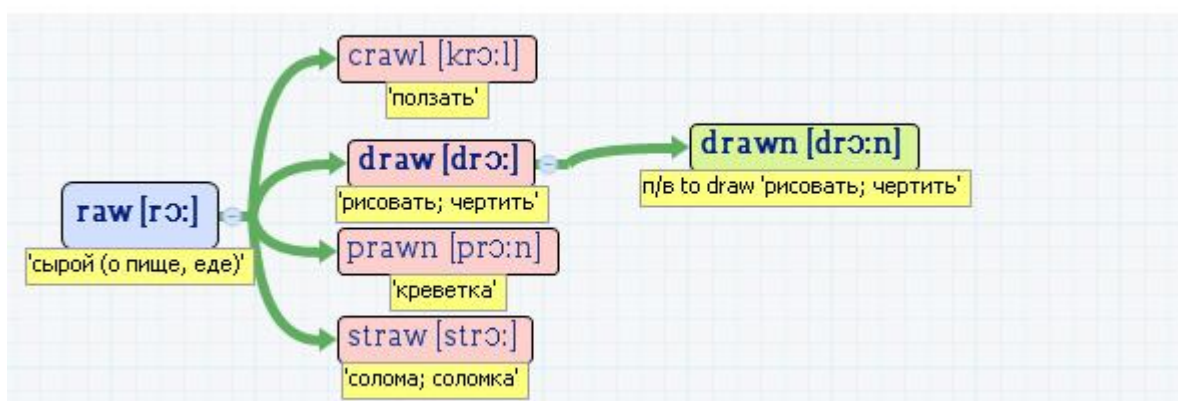 crawl [krɔ:l]
'ползать'
draw [drɔ:]
'рисовать; чертить'
drawn [drɔ:n]
п/в to draw 'рисовать; чертить'
raw [rɔ:]
'сырой (о пище, еде)'
prawn [prɔ:n]
'креветка'
straw [strɔ:]
'солома; соломка'